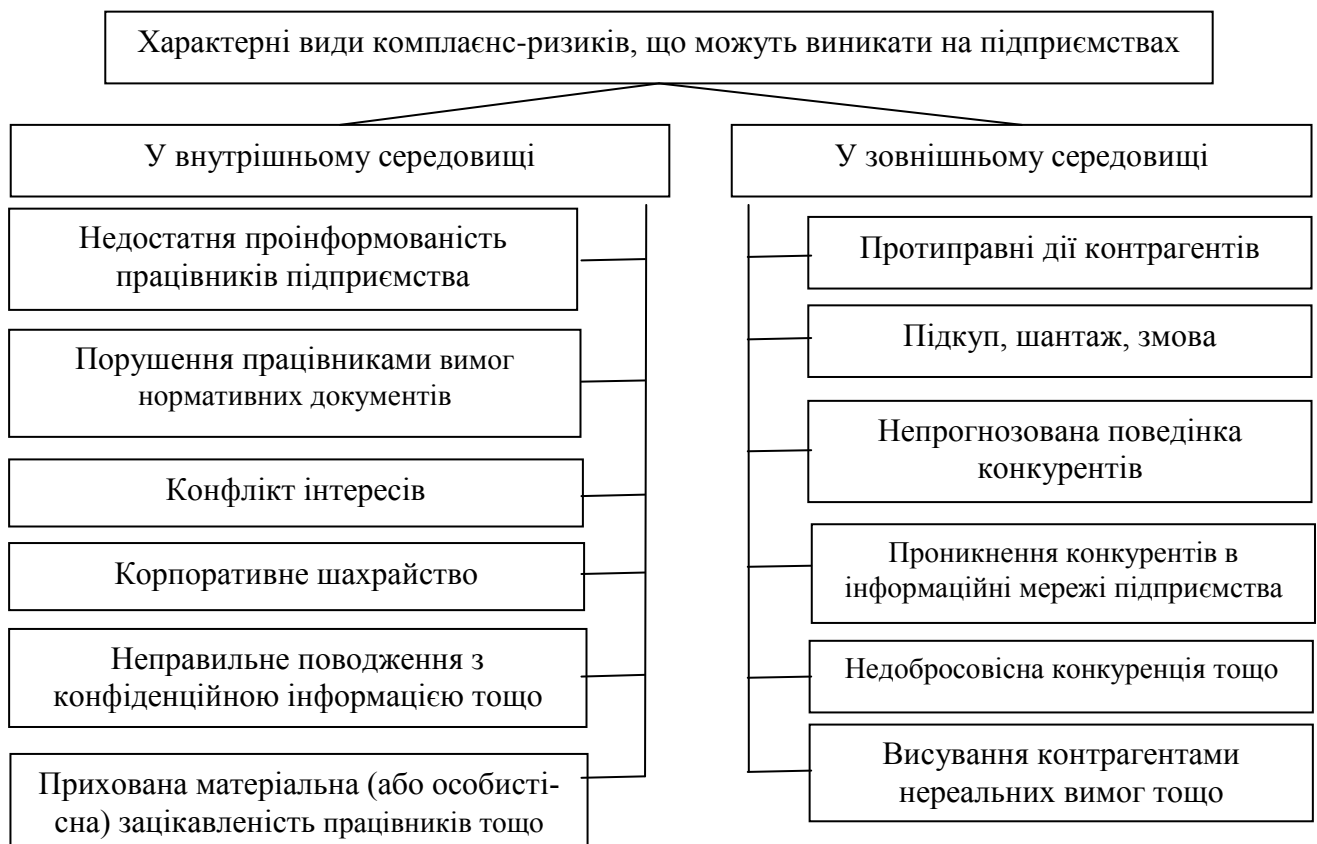 Характерні види комплаєнс-ризиків, що можуть виникати на підприємствах
У внутрішньому середовищі
Недостатня проінформованість
працівників підприємства
Порушення працівниками вимог
нормативних документів
Конфлікт інтересів
Корпоративне шахрайство
Неправильне поводження з
конфіденційною інформацією тощо
Прихована матеріальна (або особисті-
сна) зацікавленість працівників тощо
У зовнішньому середовищі
Протиправні дії контрагентів
Підкуп, шантаж, змова
Непрогнозована поведінка
конкурентів
Проникнення конкурентів в
інформаційні мережі підприємства
Недобросовісна конкуренція тощо
Висування контрагентами
нереальних вимог тощо